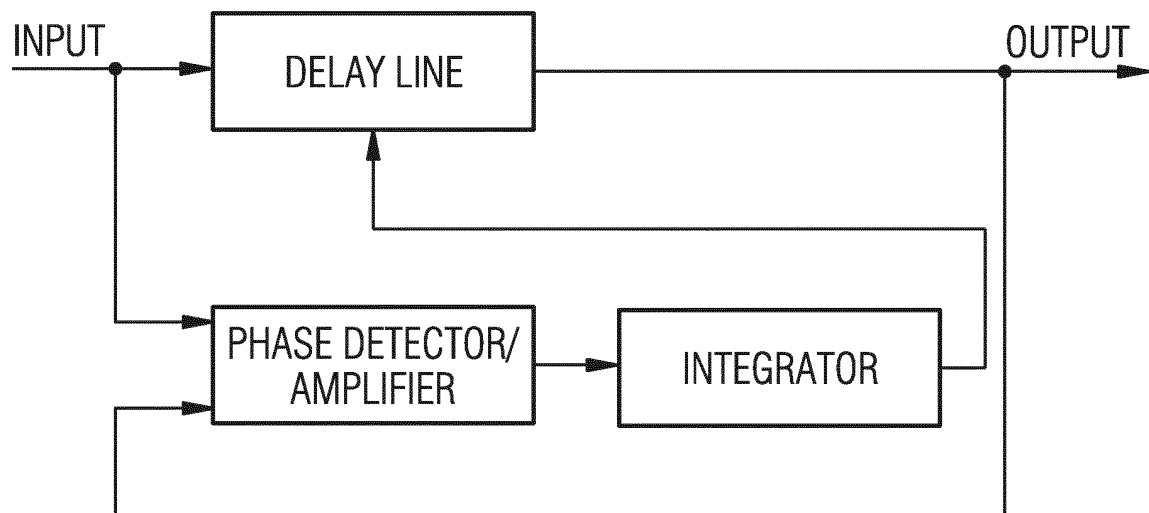 INPUT
DELAY LINE
OUTPUT
PHASE DETECTOR/
AMPLIFIER
INTEGRATOR